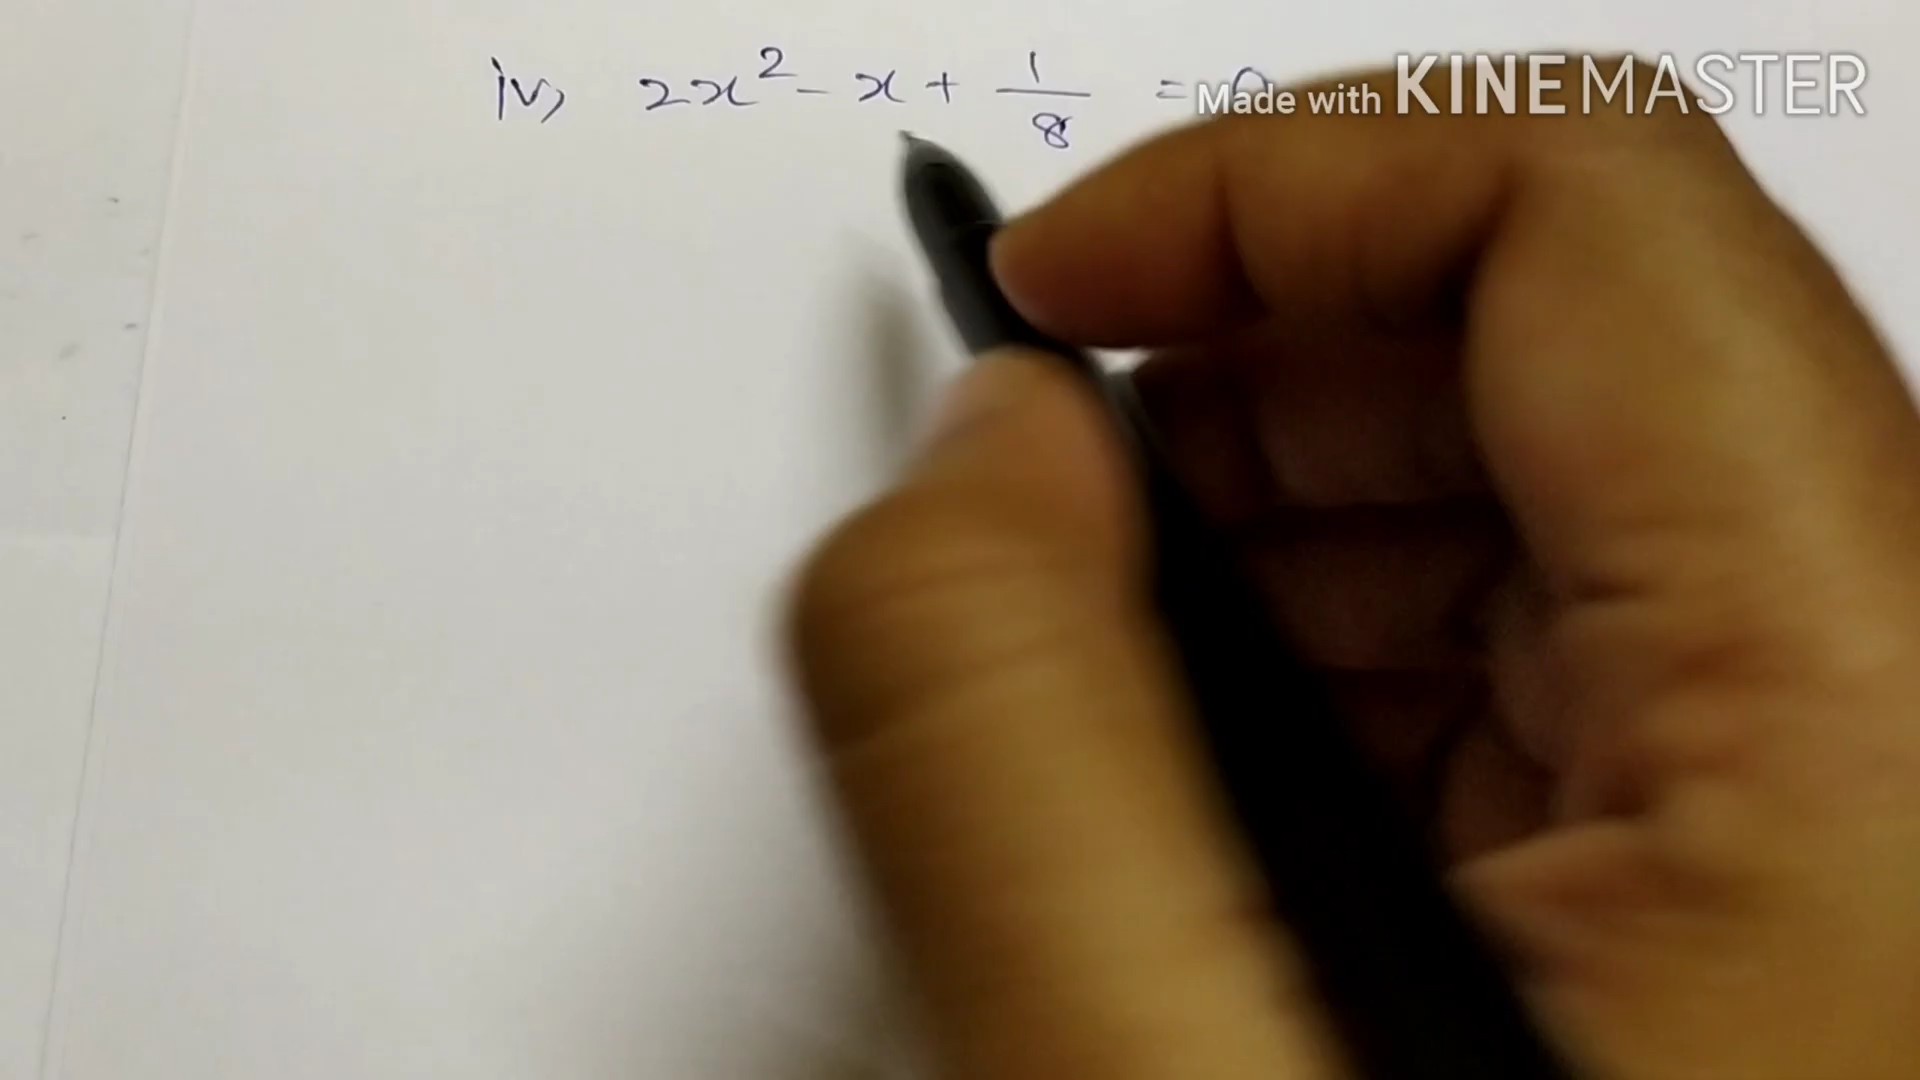 iv, 2x² - x + 1/8 = 0
Made with KINEMASTER